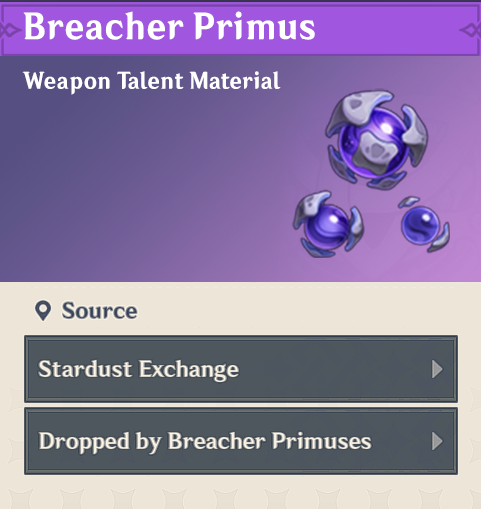 Breacher Primus
Weapon Talent Material
Source
Stardust Exchange
Dropped by Breacher Primuses